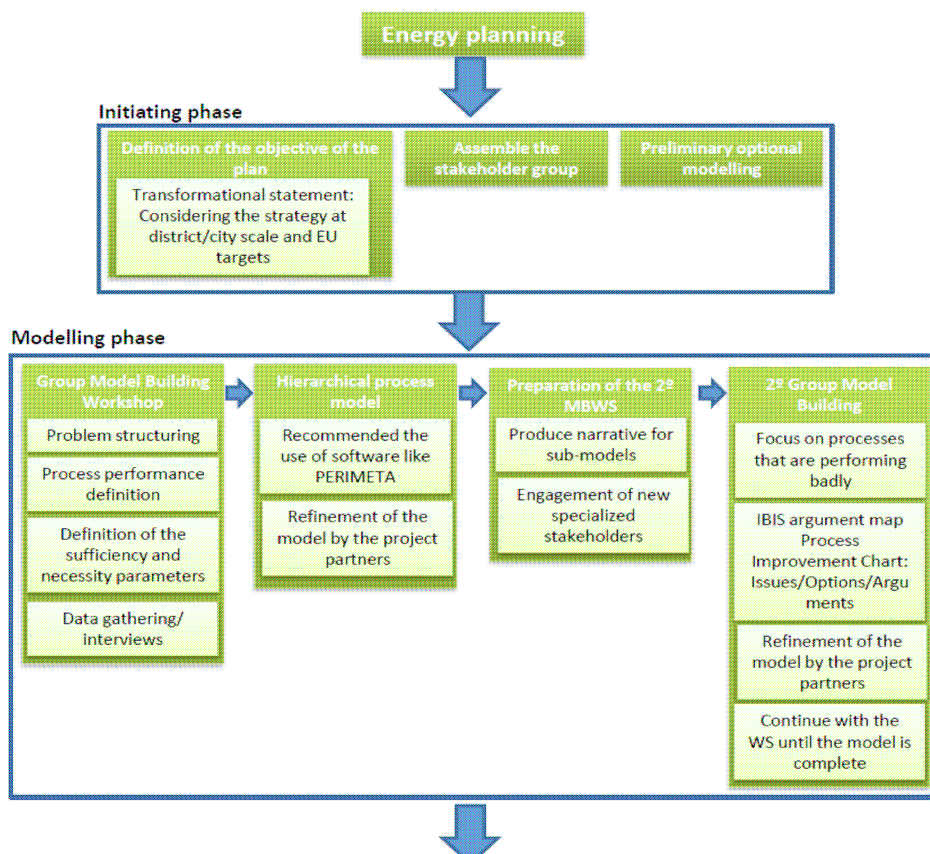 Energy planning
Initiating phase
Definition of the objective of the
plan
Transformational statement:
Considering the strategy at
district/city scale and EU
targets
Assemble the
stakeholder group
Preliminary optional
modelling
Modelling phase
Group Model Building
Workshop
Problem structuring
Process performance
definition
Definition of the
sufficiency and
necessity parameters
Data gathering/
interviews
Hierarchical process
model
Recommended the
use of software like
PERIMETA
Refinement of the
model by the project
partners
Preparation of the 2º
MBWS
Produce narrative for
sub-models
Engagement of new
specialized
stakeholders
2º Group Model
Building
Focus on processes
that are performing
badly
IBIS argument map
Process
Improvement Chart:
Issues/Options/Argu
ments
Refinement of the
model by the project
partners
Continue with the
WS until the model is
complete